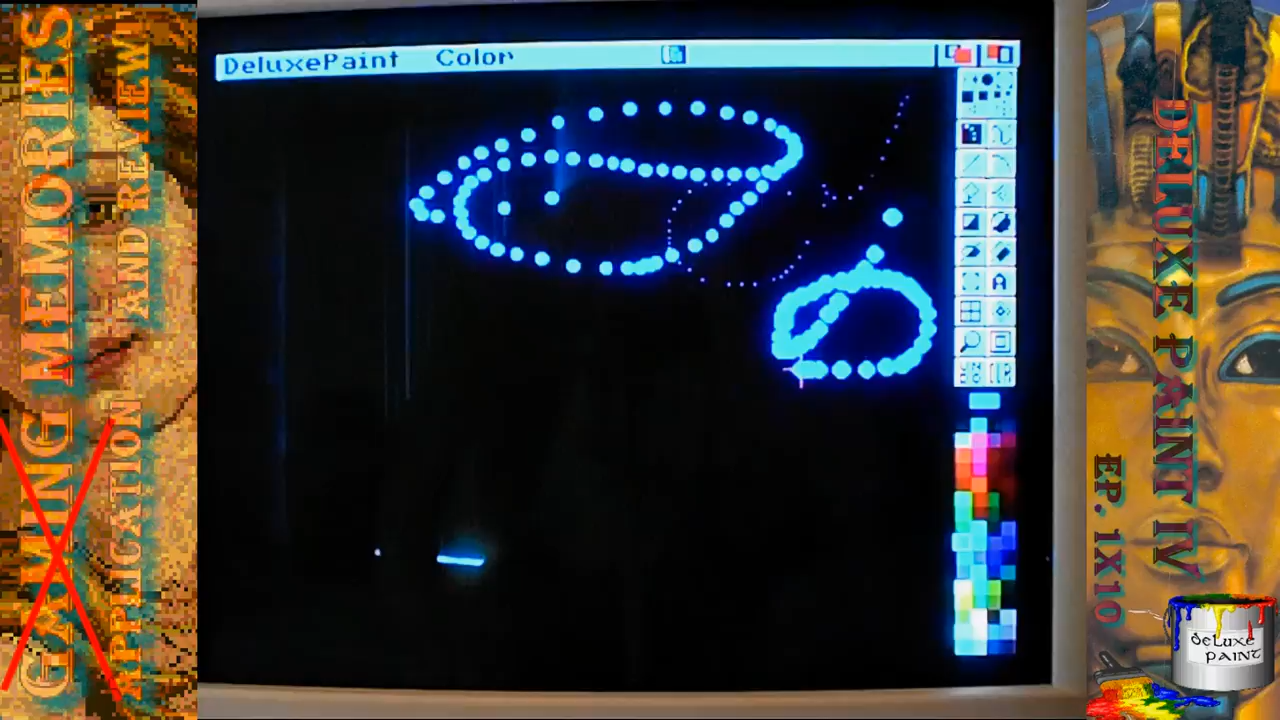 GAMING MEMORIES
AND REVIEW
APPLICATION
DeluxePaint Color
A
DELUXE PAINT IV
EP. 1X10
deLuxe
PAINT